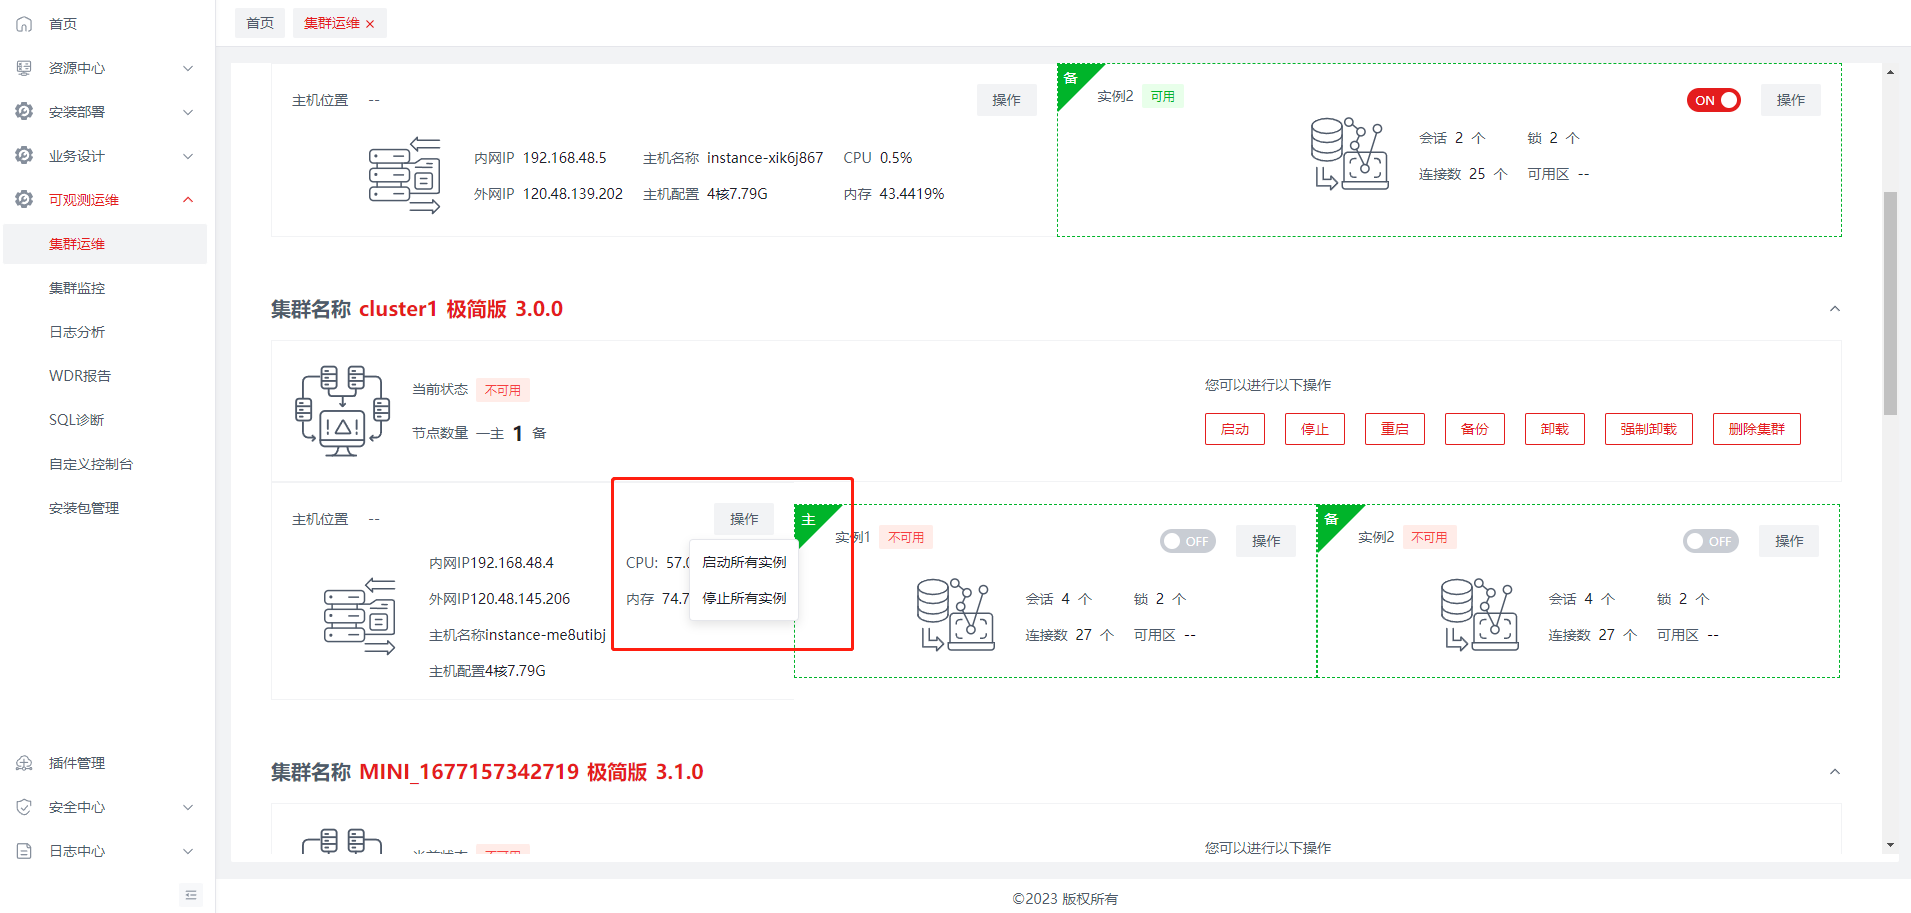 首页
资源中心
安装部署
业务设计
可观测运维
集群运维
集群监控
日志分析
WDR报告
SQL诊断
自定义控制台
安装包管理
插件管理
安全中心
日志中心
首页
集群运维 ×
主机位置 --
操作
内网IP 192.168.48.5 主机名称 instance-xik6j867 CPU 0.5%
外网IP 120.48.139.202 主机配置 4核7.79G 内存 43.4419%
备
实例2 可用
ON 操作
会话 2 个 锁 2 个
连接数 25 个 可用区 --
集群名称 cluster1 极简版 3.0.0
当前状态 不可用
节点数量 一主 1 备
您可以进行以下操作
启动 停止 重启 备份 卸载 强制卸载 删除集群
主机位置 --
操作
启动所有实例
停止所有实例
内网IP192.168.48.4
外网IP120.48.145.206
主机名称instance-me8utibj
主机配置4核7.79G
CPU: 57.0
内存 74.7
主
实例1 不可用
OFF 操作
会话 4 个 锁 2 个
连接数 27 个 可用区 --
备
实例2 不可用
OFF 操作
会话 4 个 锁 2 个
连接数 27 个 可用区 --
集群名称 MINI_1677157342719 极简版 3.1.0
您可以进行以下操作
©2023 版权所有